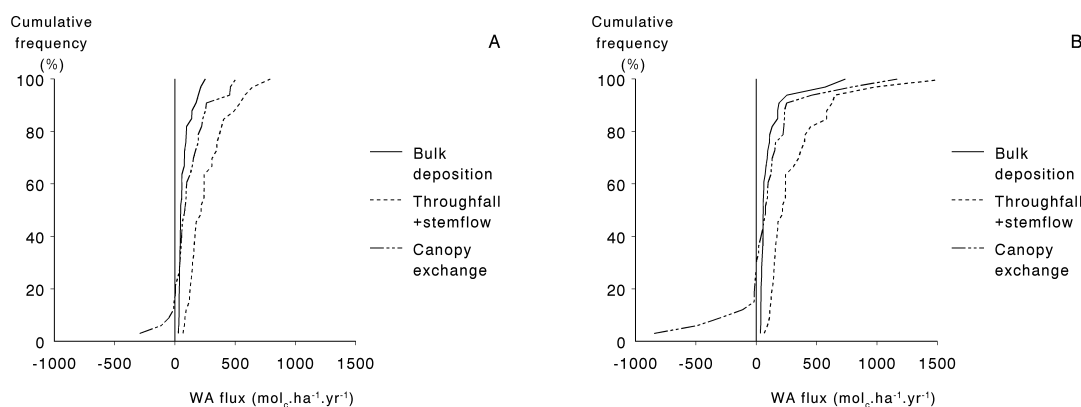 Cumulative
frequency
(%)
A
100
80
60
40
20
0
-1000 -500 0 500 1000 1500
WA flux (molc.ha-1.yr-1)
Bulk
deposition
Throughfall
+stemflow
Canopy
exchange
Cumulative
frequency
(%)
B
100
80
60
40
20
0
-1000 -500 0 500 1000 1500
WA flux (molc.ha-1.yr-1)
Bulk
deposition
Throughfall
+stemflow
Canopy
exchange